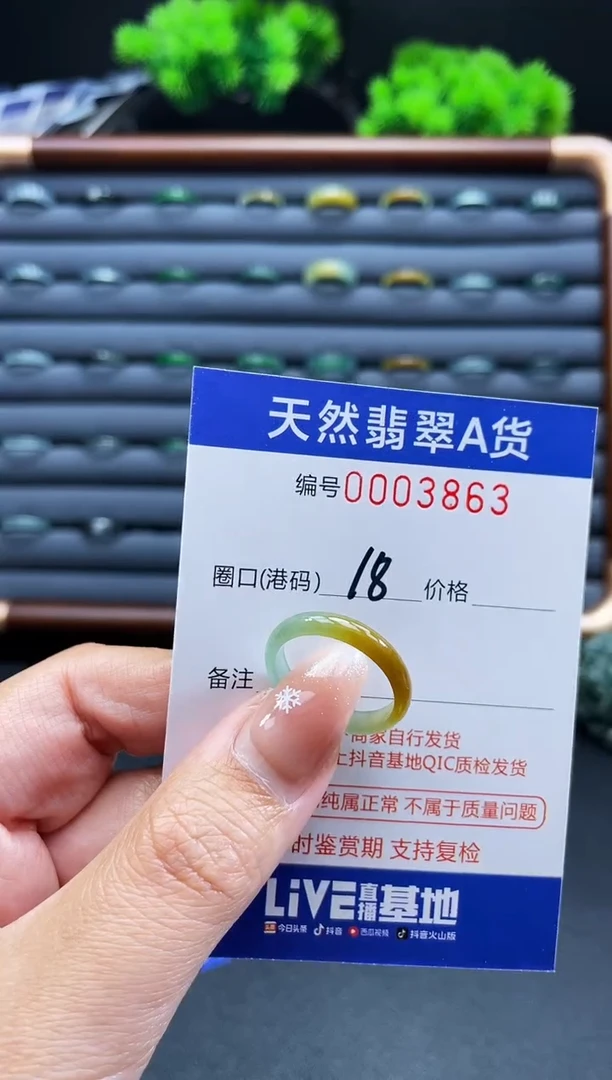 天然翡翠A货
编号0003863
圈口(港码) 18 价格
备注
商家自行发货
抖音基地QIC质检发货
纯属正常 不属于质量问题
时鉴赏期 支持复检
LiVE直播基地
今日头条 抖音 西瓜视频 抖音火山版